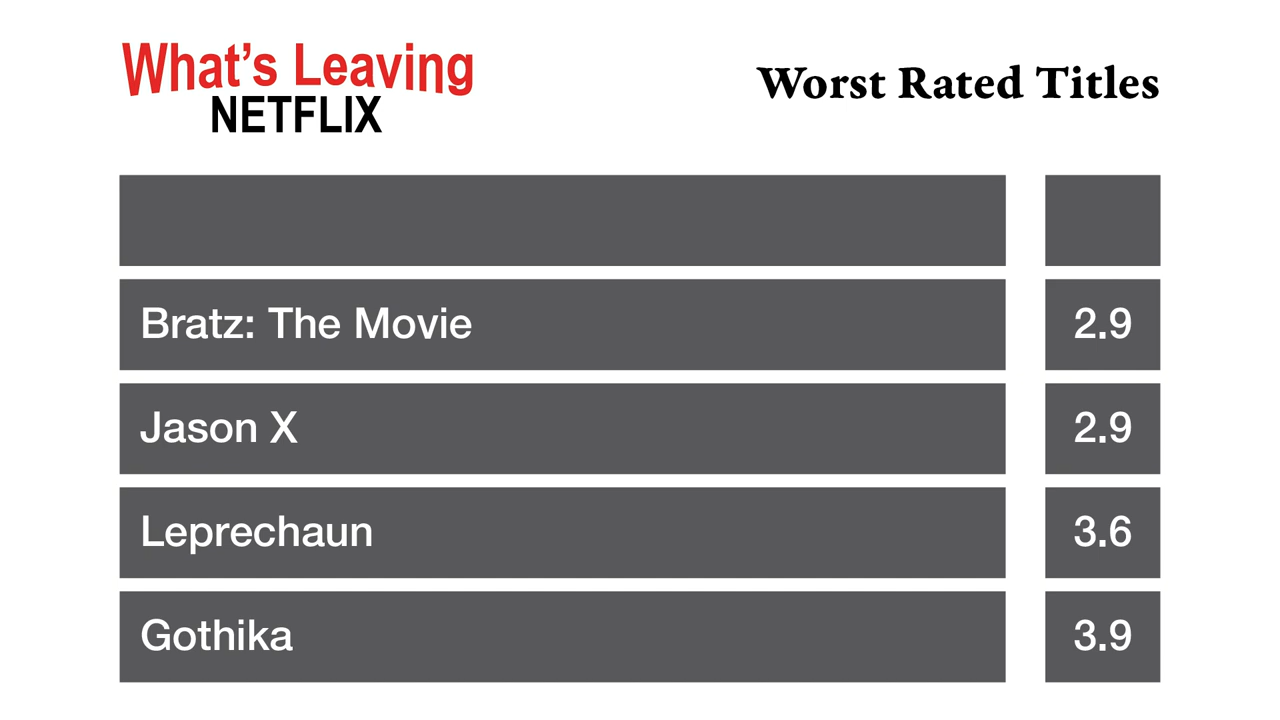 What's Leaving
NETFLIX
Worst Rated Titles
Bratz: The Movie 2.9
Jason X 2.9
Leprechaun 3.6
Gothika 3.9